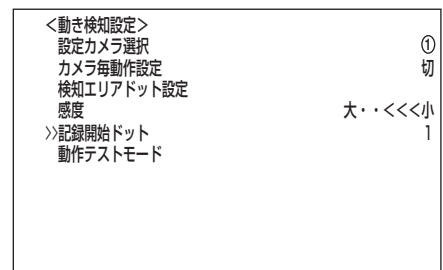 ＜動き検知設定＞
設定カメラ選択 ①
カメラ毎動作設定 切
検知エリアドット設定
感度 大・・＜＜＜小
>>記録開始ドット 1
動作テストモード